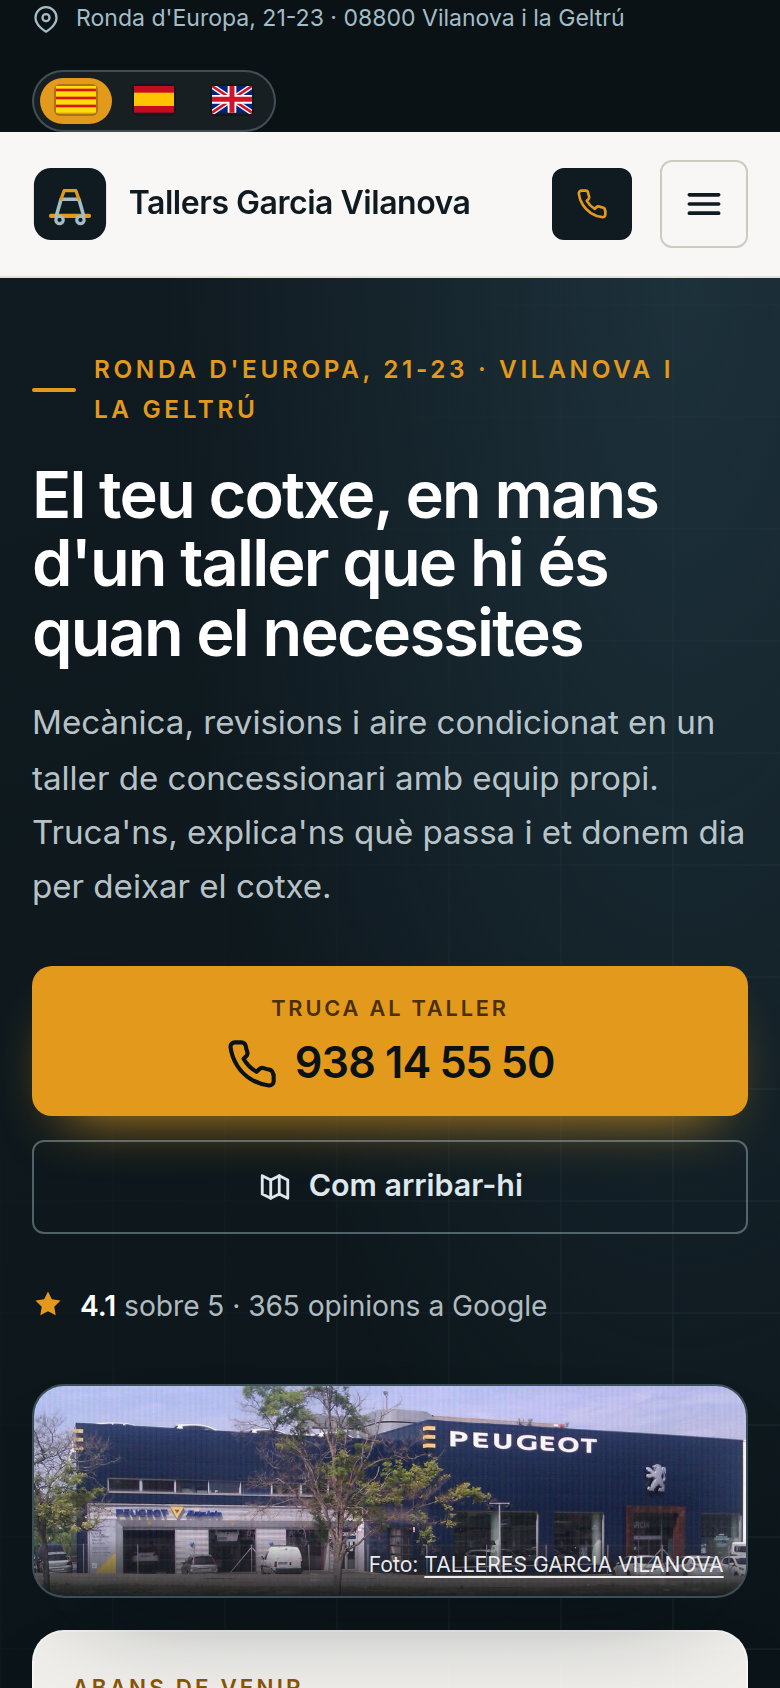 Ronda d'Europa, 21-23 · 08800 Vilanova i la Geltrú
Tallers Garcia Vilanova
RONDA D'EUROPA, 21-23 · VILANOVA I
LA GELTRÚ
El teu cotxe, en mans
d'un taller que hi és
quan el necessites
Mecànica, revisions i aire condicionat en un
taller de concessionari amb equip propi.
Truca'ns, explica'ns què passa i et donem dia
per deixar el cotxe.
TRUCA AL TALLER
938 14 55 50
Com arribar-hi
4.1 sobre 5 · 365 opinions a Google
PEUGEOT
PEUGEOT
Foto: TALLERES GARCIA VILANOVA
ABANS DE VENIR